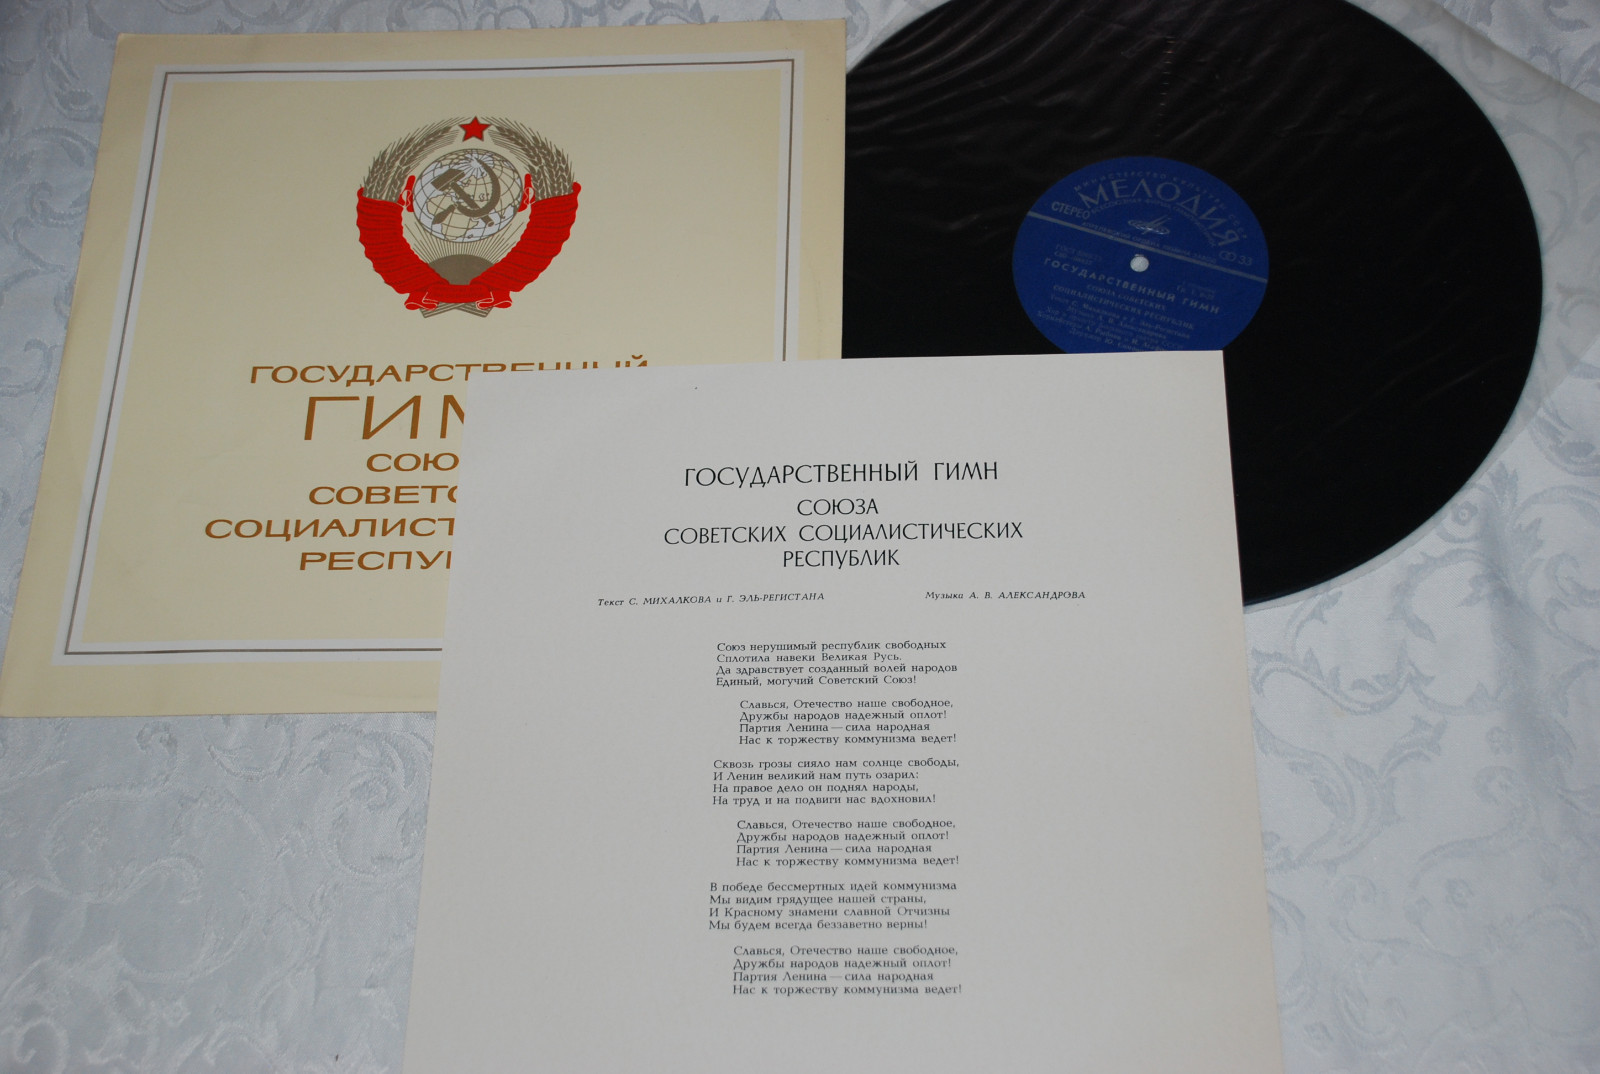 ГОСУДАРСТВЕННЫЙ
ГИМ
СОЮ
СОВЕТС
СОЦИАЛИСТ
РЕСПУ
МЕЛОДИЯ
СТЕРЕО
33
ГОСУДАРСТВЕННЫЙ ГИМН
СОЮЗА СОВЕТСКИХ
СОЦИАЛИСТИЧЕСКИХ РЕСПУБЛИК
ГОСУДАРСТВЕННЫЙ ГИМН
СОЮЗА
СОВЕТСКИХ СОЦИАЛИСТИЧЕСКИХ
РЕСПУБЛИК
Текст С. МИХАЛКОВА и Г. ЭЛЬ-РЕГИСТАНА
Музыка А. В. АЛЕКСАНДРОВА
Союз нерушимый республик свободных
Сплотила навеки Великая Русь.
Да здравствует созданный волей народов
Единый, могучий Советский Союз!
Славься, Отечество наше свободное,
Дружбы народов надежный оплот!
Партия Ленина — сила народная
Нас к торжеству коммунизма ведет!
Сквозь грозы сияло нам солнце свободы,
И Ленин великий нам путь озарил:
На правое дело он поднял народы,
На труд и на подвиги нас вдохновил!
Славься, Отечество наше свободное,
Дружбы народов надежный оплот!
Партия Ленина — сила народная
Нас к торжеству коммунизма ведет!
В победе бессмертных идей коммунизма
Мы видим грядущее нашей страны,
И Красному знамени славной Отчизны
Мы будем всегда беззаветно верны!
Славься, Отечество наше свободное,
Дружбы народов надежный оплот!
Партия Ленина — сила народная
Нас к торжеству коммунизма ведет!